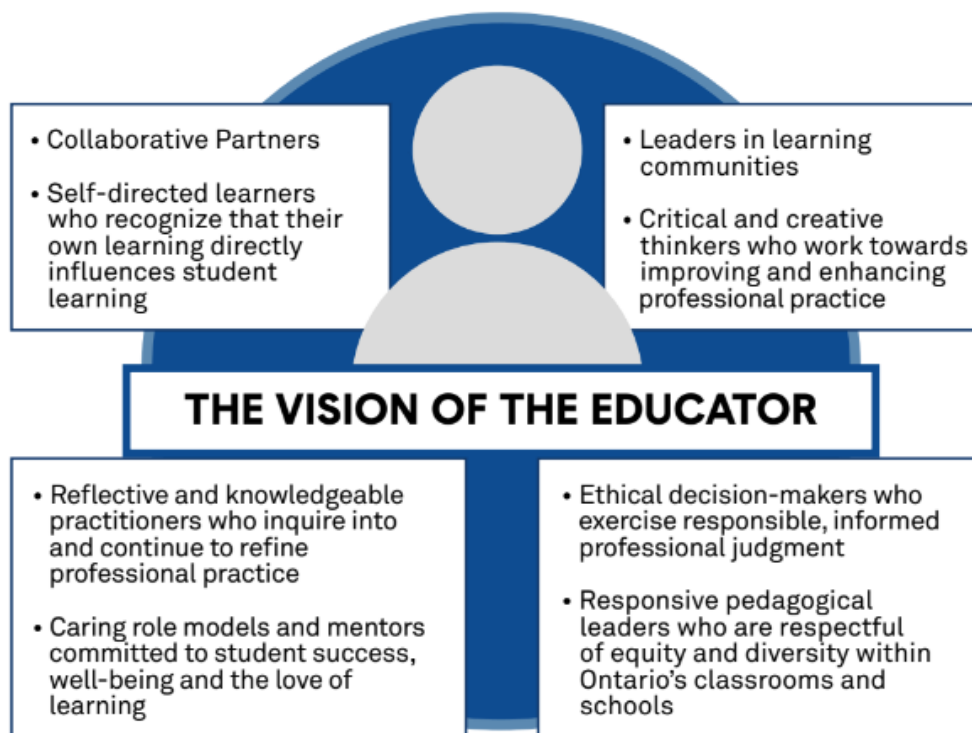 • Collaborative Partners
• Self-directed learners
who recognize that their
own learning directly
influences student
learning
• Leaders in learning
communities
• Critical and creative
thinkers who work towards
improving and enhancing
professional practice
THE VISION OF THE EDUCATOR
• Reflective and knowledgeable
practitioners who inquire into
and continue to refine
professional practice
• Caring role models and mentors
committed to student success,
well-being and the love of
learning
• Ethical decision-makers who
exercise responsible, informed
professional judgment
• Responsive pedagogical
leaders who are respectful
of equity and diversity within
Ontario's classrooms and
schools